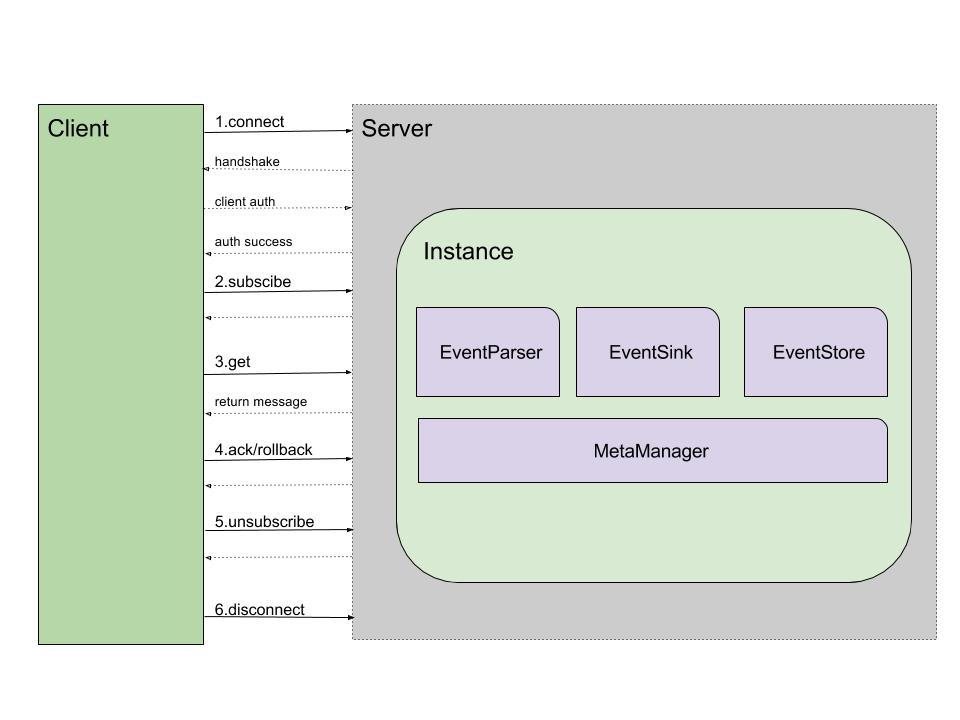 Client
1.connect
handshake
client auth
auth success
2.subscibe
3.get
return message
4.ack/rollback
5.unsubscribe
6.disconnect
Server
Instance
EventParser
EventSink
EventStore
MetaManager